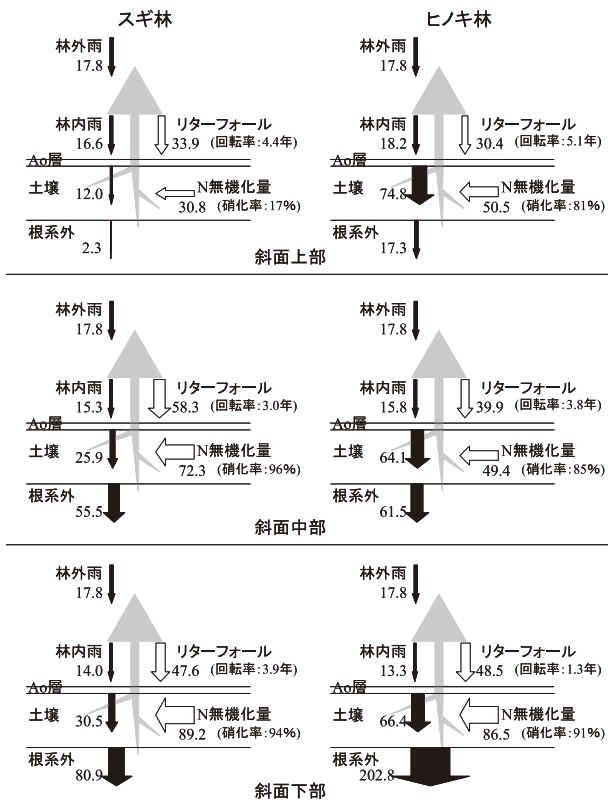 スギ林 ヒノキ林
林外雨 林外雨
17.8 17.8
林内雨 リターフォール 林内雨 リターフォール
16.6 33.9 (回転率:4.4年) 18.2 30.4 (回転率:5.1年)
Ao層 Ao層
土壌 N無機化量 土壌 N無機化量
12.0 30.8 (硝化率:17%) 74.8 50.5 (硝化率:81%)
根系外 根系外
2.3 17.3
斜面上部
林外雨 林外雨
17.8 17.8
林内雨 リターフォール 林内雨 リターフォール
15.3 58.3 (回転率:3.0年) 15.8 39.9 (回転率:3.8年)
Ao層 Ao層
土壌 N無機化量 土壌 N無機化量
25.9 72.3 (硝化率:96%) 64.1 49.4 (硝化率:85%)
根系外 根系外
55.5 61.5
斜面中部
林外雨 林外雨
17.8 17.8
林内雨 リターフォール 林内雨 リターフォール
14.0 47.6 (回転率:3.9年) 13.3 48.5 (回転率:1.3年)
Ao層 Ao層
土壌 N無機化量 土壌 N無機化量
30.5 89.2 (硝化率:94%) 66.4 86.5 (硝化率:91%)
根系外 根系外
80.9 202.8
斜面下部